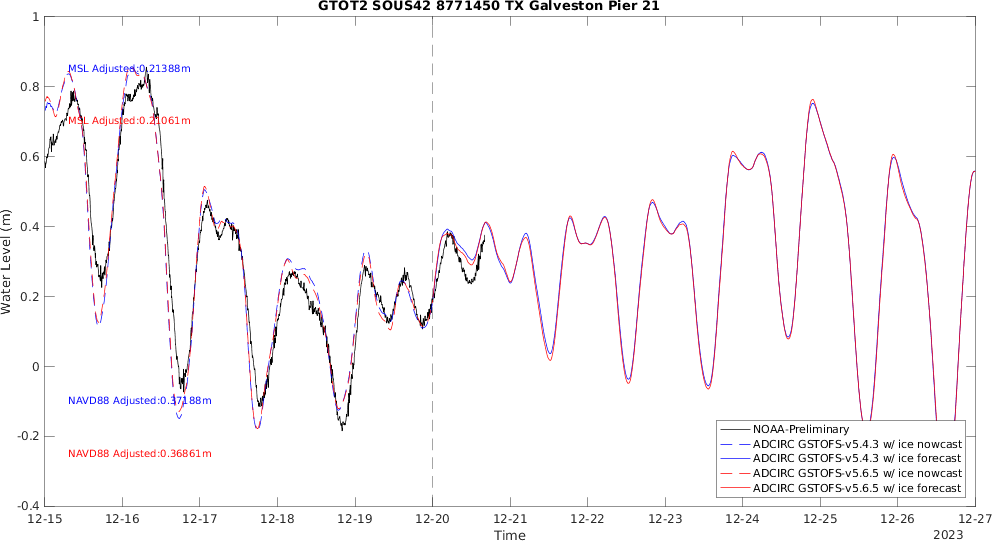 GTOT2 SOUS42 8771450 TX Galveston Pier 21
1
0.8
0.6
0.4
0.2
0
-0.2
-0.4
Water Level (m)
MSL Adjusted:0.21388m
MSL Adjusted:0.21061m
NAVD88 Adjusted:0.37188m
NAVD88 Adjusted:0.36861m
NOAA-Preliminary
ADCIRC GSTOFS-v5.4.3 w/ ice nowcast
ADCIRC GSTOFS-v5.4.3 w/ ice forecast
ADCIRC GSTOFS-v5.6.5 w/ ice nowcast
ADCIRC GSTOFS-v5.6.5 w/ ice forecast
12-15 12-16 12-17 12-18 12-19 12-20 12-21 12-22 12-23 12-24 12-25 12-26 12-27
Time
2023